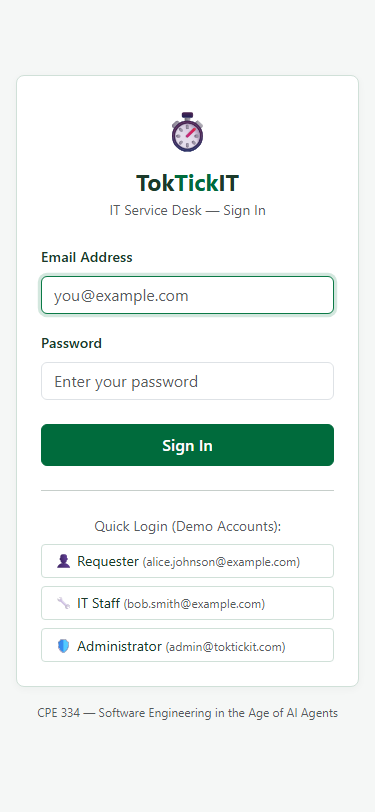 TokTickIT
IT Service Desk — Sign In
Email Address
you@example.com
Password
Enter your password
Sign In
Quick Login (Demo Accounts):
Requester (alice.johnson@example.com)
IT Staff (bob.smith@example.com)
Administrator (admin@toktickit.com)
CPE 334 — Software Engineering in the Age of AI Agents